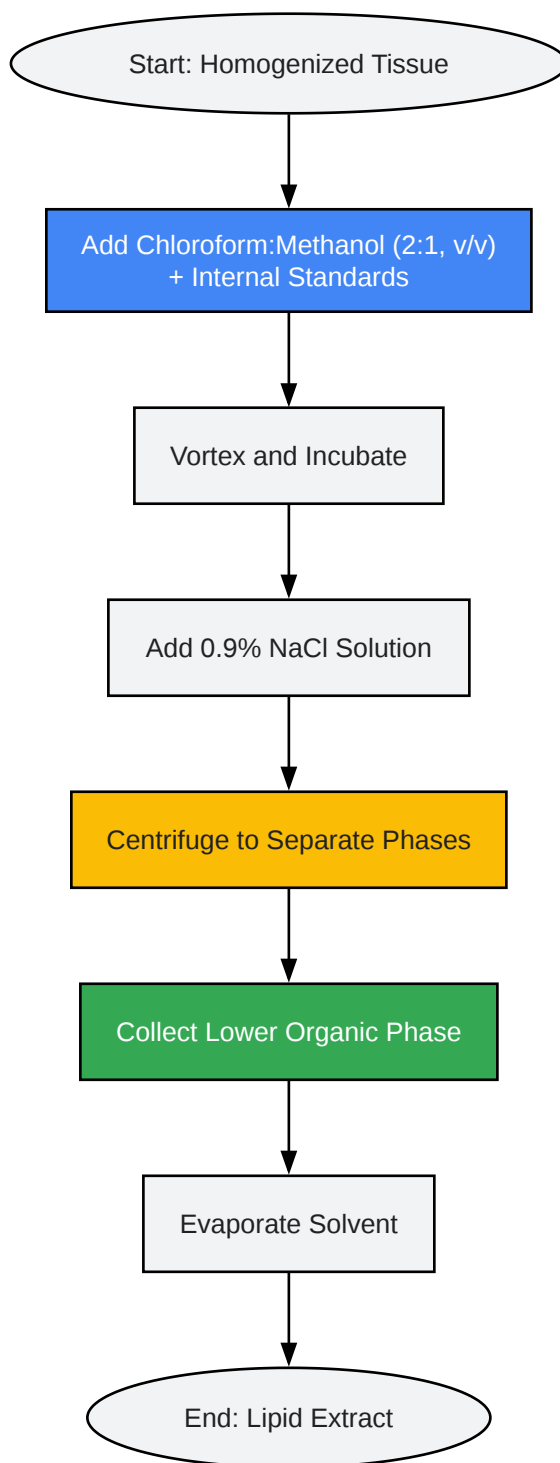 Start: Homogenized Tissue
Add Chloroform:Methanol (2:1, v/v)
+ Internal Standards
Vortex and Incubate
Add 0.9% NaCl Solution
Centrifuge to Separate Phases
Collect Lower Organic Phase
Evaporate Solvent
End: Lipid Extract